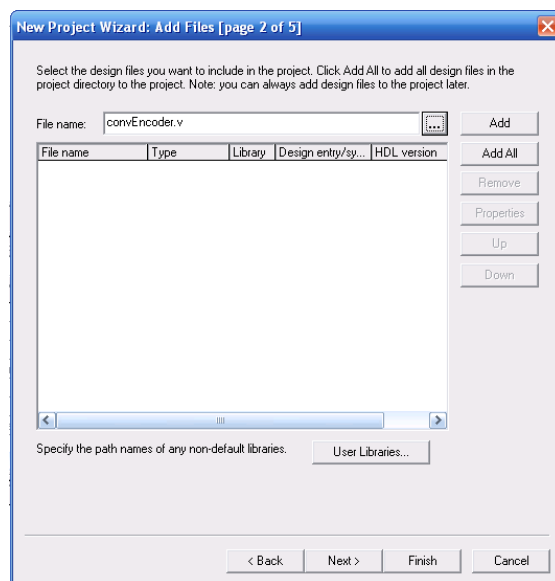 New Project Wizard: Add Files [page 2 of 5]
Select the design files you want to include in the project. Click Add All to add all design files in the
project directory to the project. Note: you can always add design files to the project later.
File name: convEncoder.v ... Add
File name Type Library Design entry/sy... HDL version Add All
Remove
Properties
Up
Down
Specify the path names of any non-default libraries. User Libraries...
< Back Next > Finish Cancel